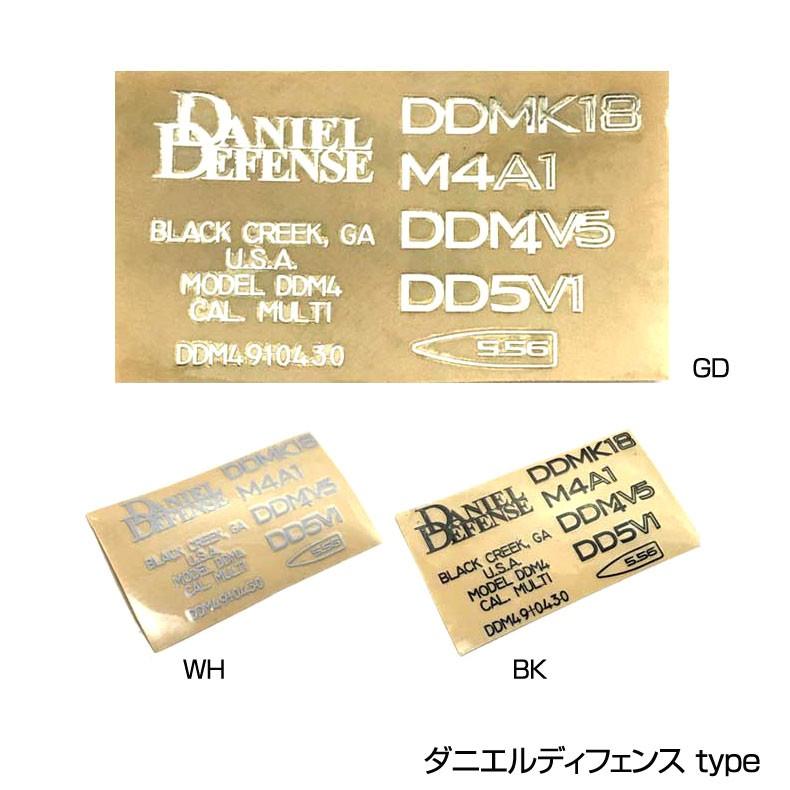 DANIEL
DEFENSE
BLACK CREEK, GA
U.S.A.
MODEL DDM4
CAL. MULTI
DDM4910430
DDMK18
M4A1
DDM4V5
DD5V1
5.56
GD
DANIEL
DEFENSE
BLACK CREEK, GA
U.S.A.
MODEL DDM4
CAL. MULTI
DDM4910430
DDMK18
M4A1
DDM4V5
DD5V1
5.56
WH
DANIEL
DEFENSE
BLACK CREEK, GA
U.S.A.
MODEL DDM4
CAL. MULTI
DDM4910430
DDMK18
M4A1
DDM4V5
DD5V1
5.56
BK
ダニエルディフェンス type